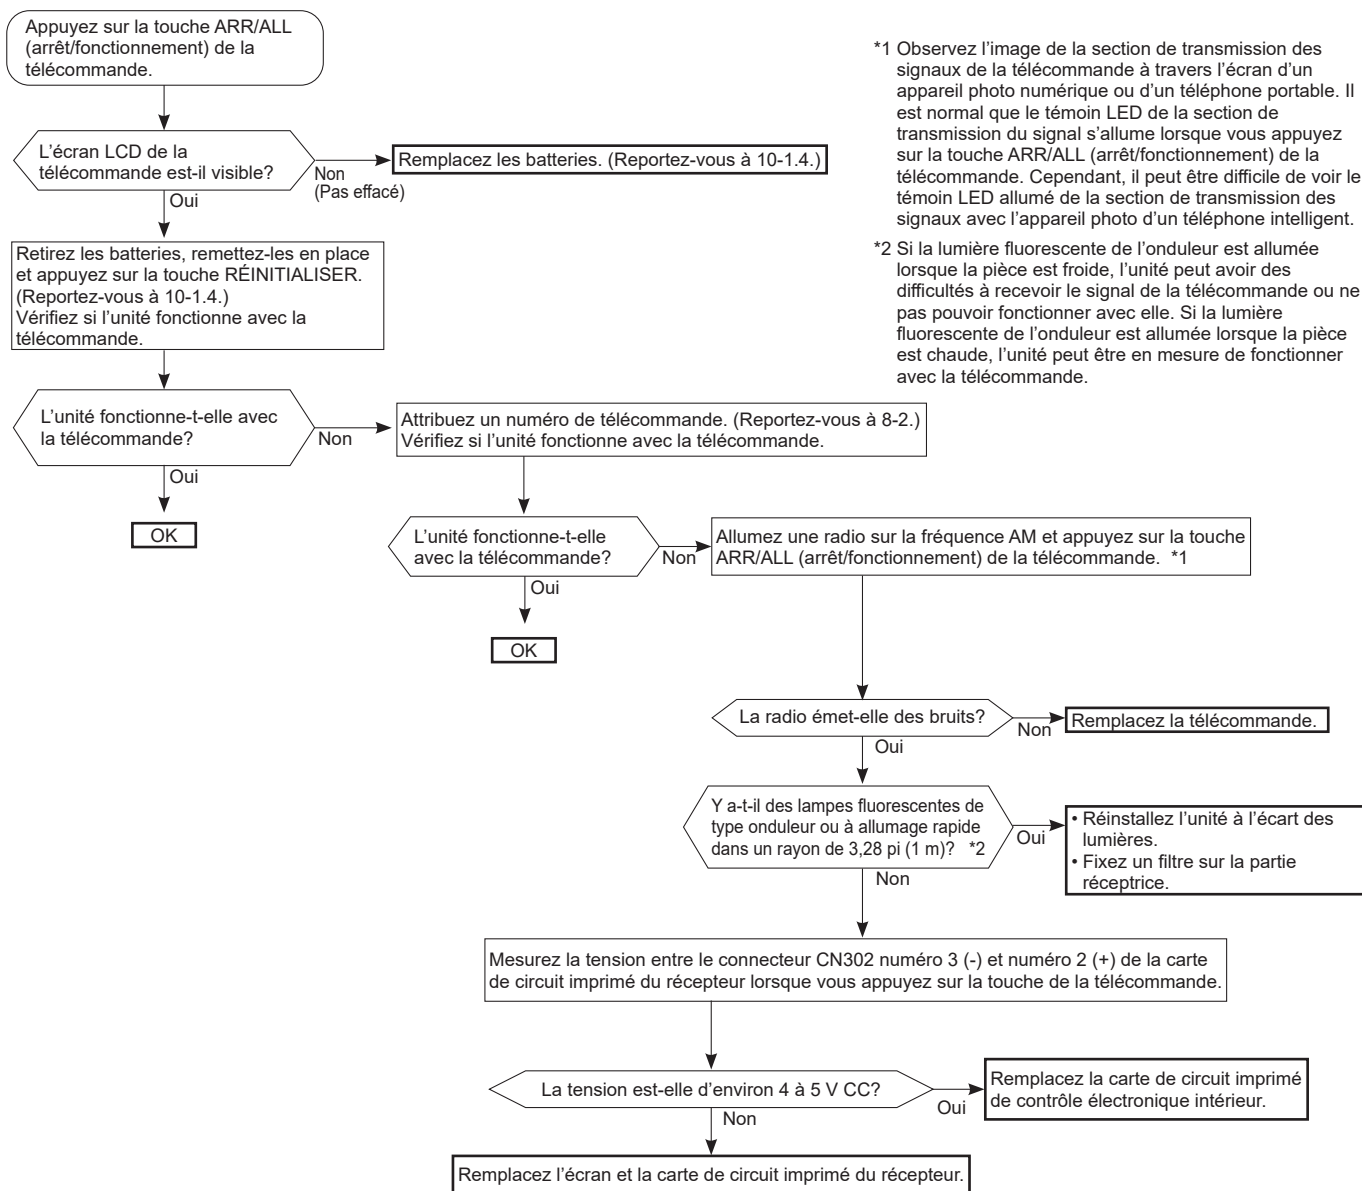 Appuyez sur la touche ARR/ALL
(arrêt/fonctionnement) de la
télécommande.
L'écran LCD de la
télécommande est-il visible?
Non
(Pas effacé)
Remplacez les batteries. (Reportez-vous à 10-1.4.)
Oui
Retirez les batteries, remettez-les en place
et appuyez sur la touche RÉINITIALISER.
(Reportez-vous à 10-1.4.)
Vérifiez si l'unité fonctionne avec la
télécommande.
L'unité fonctionne-t-elle avec
la télécommande?
Non
Oui
OK
Attribuez un numéro de télécommande. (Reportez-vous à 8-2.)
Vérifiez si l'unité fonctionne avec la télécommande.
L'unité fonctionne-t-elle
avec la télécommande?
Non
Oui
OK
Allumez une radio sur la fréquence AM et appuyez sur la touche
ARR/ALL (arrêt/fonctionnement) de la télécommande. *1
La radio émet-elle des bruits?
Non
Remplacez la télécommande.
Oui
Y a-t-il des lampes fluorescentes de
type onduleur ou à allumage rapide
dans un rayon de 3,28 pi (1 m)? *2
Oui
• Réinstallez l'unité à l'écart des
lumières.
• Fixez un filtre sur la partie
réceptrice.
Non
Mesurez la tension entre le connecteur CN302 numéro 3 (-) et numéro 2 (+) de la carte
de circuit imprimé du récepteur lorsque vous appuyez sur la touche de la télécommande.
La tension est-elle d'environ 4 à 5 V CC?
Oui
Remplacez la carte de circuit imprimé
de contrôle électronique intérieur.
Non
Remplacez l'écran et la carte de circuit imprimé du récepteur.
*1 Observez l'image de la section de transmission des
signaux de la télécommande à travers l'écran d'un
appareil photo numérique ou d'un téléphone portable. Il
est normal que le témoin LED de la section de
transmission du signal s'allume lorsque vous appuyez
sur la touche ARR/ALL (arrêt/fonctionnement) de la
télécommande. Cependant, il peut être difficile de voir le
témoin LED allumé de la section de transmission des
signaux avec l'appareil photo d'un téléphone intelligent.
*2 Si la lumière fluorescente de l'onduleur est allumée
lorsque la pièce est froide, l'unité peut avoir des
difficultés à recevoir le signal de la télécommande ou ne
pas pouvoir fonctionner avec elle. Si la lumière
fluorescente de l'onduleur est allumée lorsque la pièce
est chaude, l'unité peut être en mesure de fonctionner
avec la télécommande.